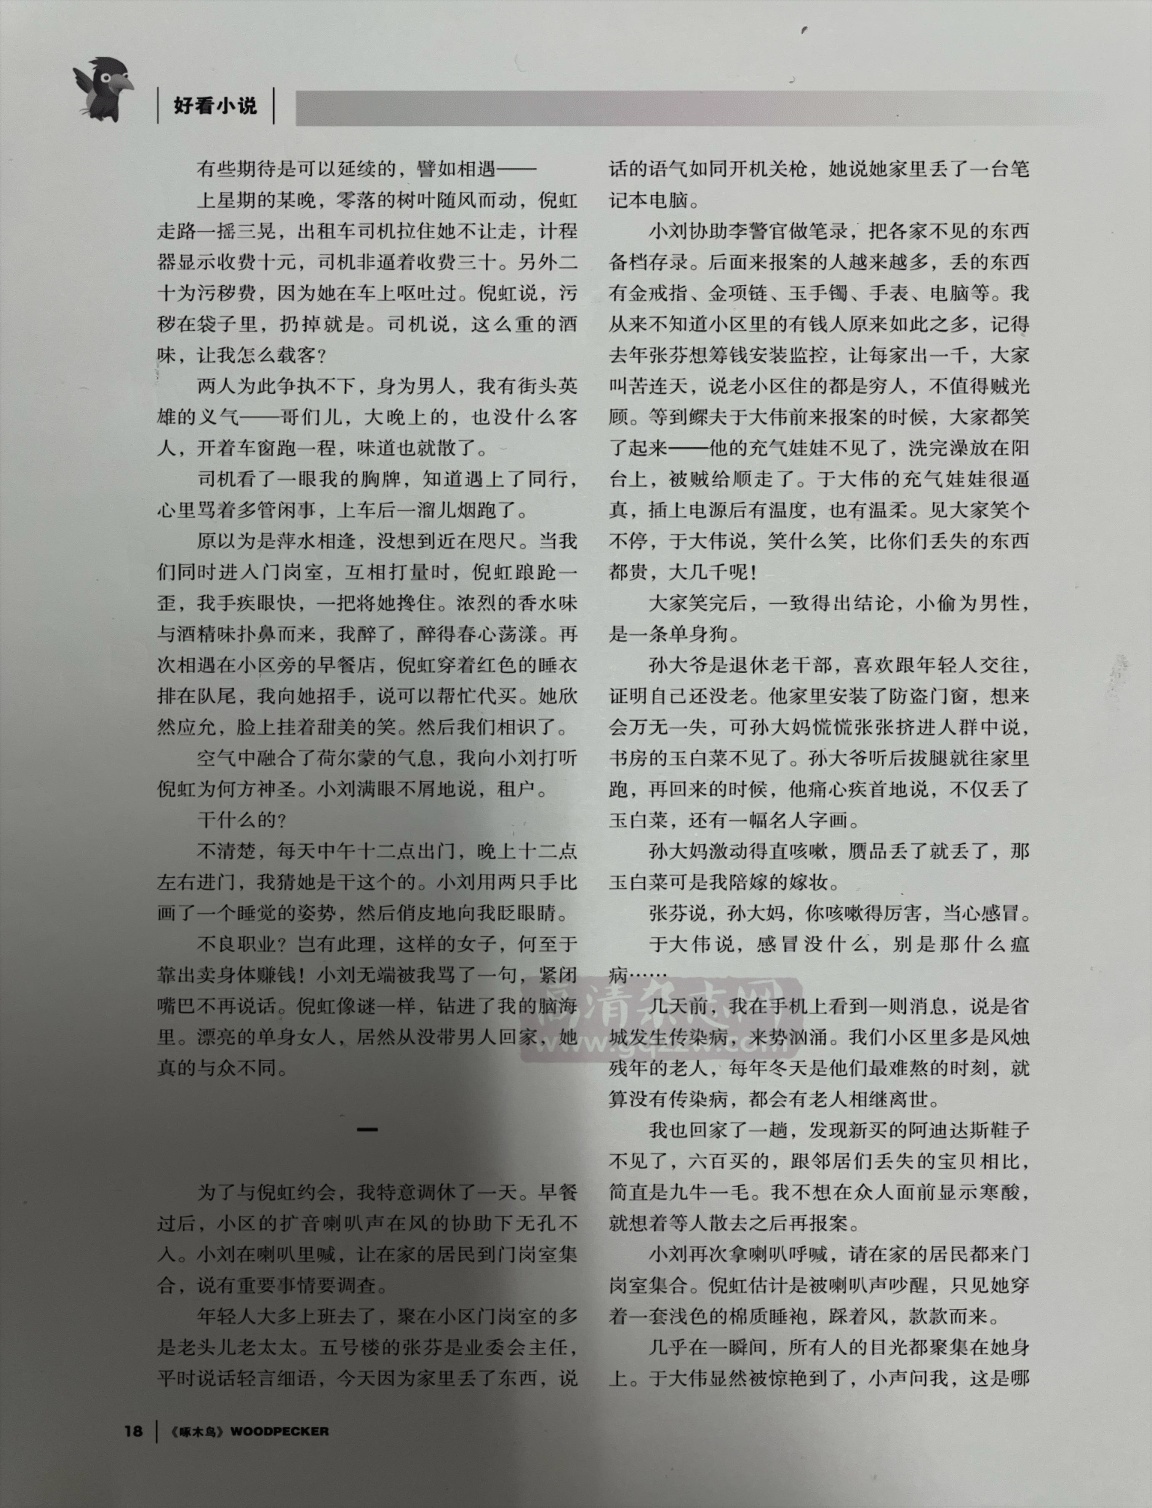 好看小说
有些期待是可以延续的，譬如相遇——
上星期的某晚，零落的树叶随风而动，倪虹
走路一摇三晃，出租车司机拉住她不让走，计程
器显示收费十元，司机非逼着收费三十。另外二
十为污秽费，因为她在车上呕吐过。倪虹说，污
秽在袋子里，扔掉就是。司机说，这么重的酒
味，让我怎么载客？
两人为此争执不下，身为男人，我有街头英
雄的义气——哥们儿，大晚上的，也没什么客
人，开着车窗跑一程，味道也就散了。
司机看了一眼我的胸牌，知道遇上了同行，
心里骂着多管闲事，上车后一溜儿烟跑了。
原以为是萍水相逢，没想到近在咫尺。当我
们同时进入门岗室，互相打量时，倪虹踉跄一
歪，我手疾眼快，一把将她搀住。浓烈的香水味
与酒精味扑鼻而来，我醉了，醉得春心荡漾。再
次相遇在小区旁的早餐店，倪虹穿着红色的睡衣
排在队尾，我向她招手，说可以帮忙代买。她欣
然应允，脸上挂着甜美的笑。然后我们相识了。
空气中融合了荷尔蒙的气息，我向小刘打听
倪虹为何方神圣。小刘满眼不屑地说，租户。
干什么的？
不清楚，每天中午十二点出门，晚上十二点
左右进门，我猜她是干这个的。小刘用两只手比
画了一个睡觉的姿势，然后俏皮地向我眨眼睛。
不良职业？岂有此理，这样的女子，何至于
靠出卖身体赚钱！小刘无端被我骂了一句，紧闭
嘴巴不再说话。倪虹像谜一样，钻进了我的脑海
里。漂亮的单身女人，居然从没带男人回家，她
真的与众不同。
一
为了与倪虹约会，我特意调休了一天。早餐
过后，小区的扩音喇叭声在风的协助下无孔不
入。小刘在喇叭里喊，让在家的居民到门岗室集
合，说有重要事情要调查。
年轻人大多上班去了，聚在小区门岗室的多
是老头儿老太太。五号楼的张芬是业委会主任，
平时说话轻言细语，今天因为家里丢了东西，说
话的语气如同开机关枪，她说她家里丢了一台笔
记本电脑。
小刘协助李警官做笔录，把各家不见的东西
备档存录。后面来报案的人越来越多，丢的东西
有金戒指、金项链、玉手镯、手表、电脑等。我
从来不知道小区里的有钱人原来如此之多，记得
去年张芬想筹钱安装监控，让每家出一千，大家
叫苦连天，说老小区住的都是穷人，不值得贼光
顾。等到鳏夫于大伟前来报案的时候，大家都笑
了起来——他的充气娃娃不见了，洗完澡放在阳
台上，被贼给顺走了。于大伟的充气娃娃很逼
真，插上电源后有温度，也有温柔。见大家笑个
不停，于大伟说，笑什么笑，比你们丢失的东西
都贵，大几千呢！
大家笑完后，一致得出结论，小偷为男性，
是一条单身狗。
孙大爷是退休老干部，喜欢跟年轻人交往，
证明自己还没老。他家里安装了防盗门窗，想来
会万无一失，可孙大妈慌慌张张挤进人群中说，
书房的玉白菜不见了。孙大爷听后拔腿就往家里
跑，再回来的时候，他痛心疾首地说，不仅丢了
玉白菜，还有一幅名人字画。
孙大妈激动得直咳嗽，赝品丢了就丢了，那
玉白菜可是我陪嫁的嫁妆。
张芬说，孙大妈，你咳嗽得厉害，当心感冒。
于大伟说，感冒没什么，别是那什么瘟
病……
几天前，我在手机上看到一则消息，说是省
城发生传染病，来势汹涌。我们小区里多是风烛
残年的老人，每年冬天是他们最难熬的时刻，就
算没有传染病，都会有老人相继离世。
我也回家了一趟，发现新买的阿迪达斯鞋子
不见了，六百买的，跟邻居们丢失的宝贝相比，
简直是九牛一毛。我不想在众人面前显示寒酸，
就想着等人散去之后再报案。
小刘再次拿喇叭呼喊，请在家的居民都来门
岗室集合。倪虹估计是被喇叭声吵醒，只见她穿
着一套浅色的棉质睡袍，踩着风，款款而来。
几乎在一瞬间，所有人的目光都聚集在她身
上。于大伟显然被惊艳到了，小声问我，这是哪
高清杂志网
www.gqzzw.com
18 《啄木鸟》WOODPECKER